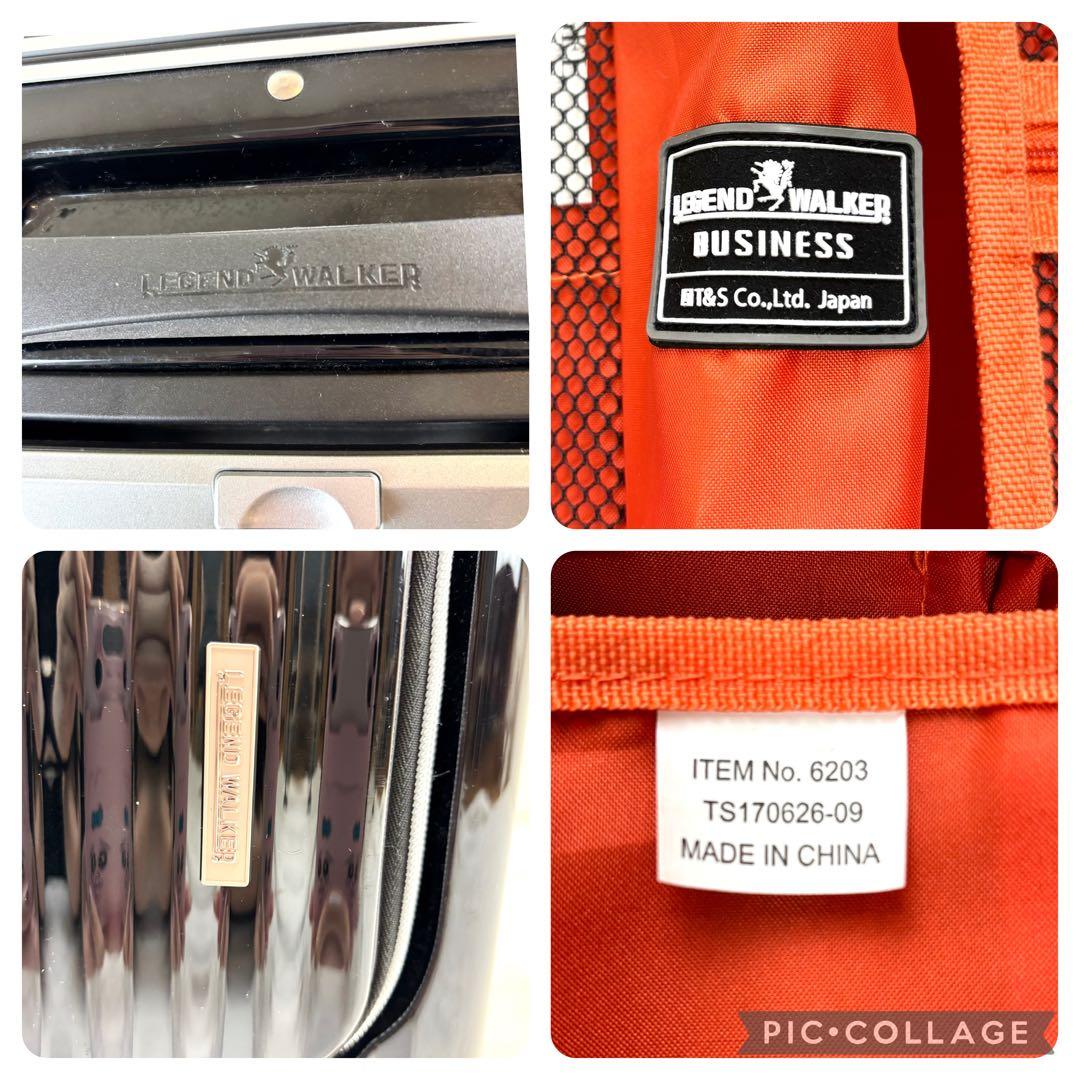 LEGEND WALKER
LEGEND WALKER
BUSINESS
T&S Co.,Ltd. Japan
LEGEND WALKER
ITEM No. 6203
TS170626-09
MADE IN CHINA
PIC•COLLAGE